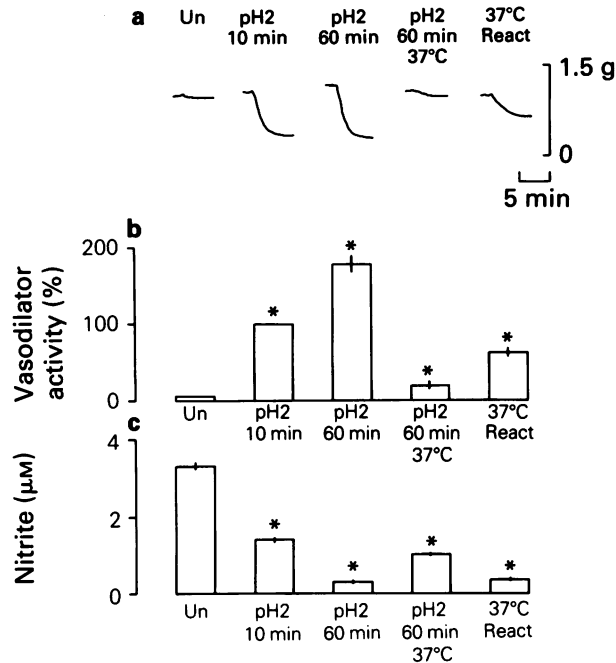 a
Un
pH2
10 min
pH2
60 min
pH2
60 min
37°C
37°C
React
1.5 g
0
5 min
b
Vasodilator
activity (%)
200
100
0
*
*
*
*
Un
pH2
10 min
pH2
60 min
pH2
60 min
37°C
37°C
React
c
Nitrite (μM)
4
2
0
*
*
*
*
Un
pH2
10 min
pH2
60 min
pH2
60 min
37°C
37°C
React